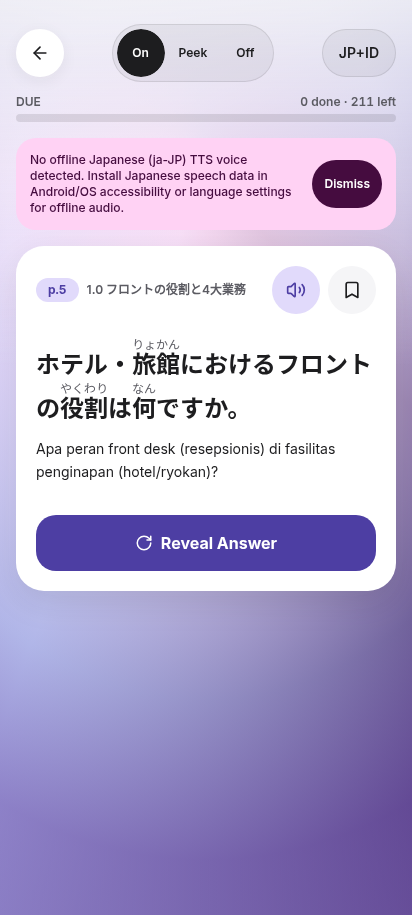 On Peek Off JP+ID
DUE 0 done · 211 left
No offline Japanese (ja-JP) TTS voice
detected. Install Japanese speech data in
Android/OS accessibility or language settings
for offline audio.
Dismiss
p.5 1.0 フロントの役割と4大業務
りょかん
ホテル・旅館におけるフロント
やくわり なん
の役割は何ですか。
Apa peran front desk (resepsionis) di fasilitas
penginapan (hotel/ryokan)?
Reveal Answer